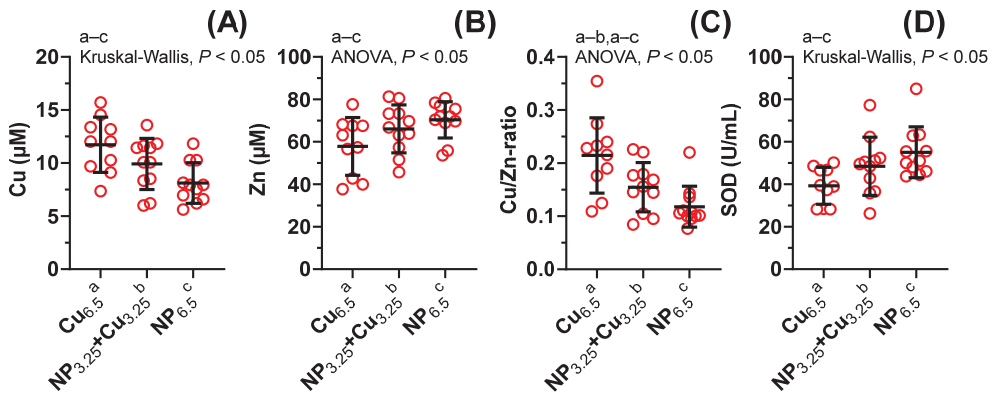 (A)
a–c
Kruskal-Wallis, P < 0.05
Cu (µM)
20
15
10
5
0
Cu6.5 a
NP3.25+Cu3.25 b
NP6.5 c
(B)
a–c
ANOVA, P < 0.05
Zn (µM)
100
80
60
40
20
0
Cu6.5 a
NP3.25+Cu3.25 b
NP6.5 c
(C)
a–b,a–c
ANOVA, P < 0.05
Cu/Zn-ratio
0.4
0.3
0.2
0.1
0.0
Cu6.5 a
NP3.25+Cu3.25 b
NP6.5 c
(D)
a–c
Kruskal-Wallis, P < 0.05
SOD (U/mL)
100
80
60
40
20
0
Cu6.5 a
NP3.25+Cu3.25 b
NP6.5 c